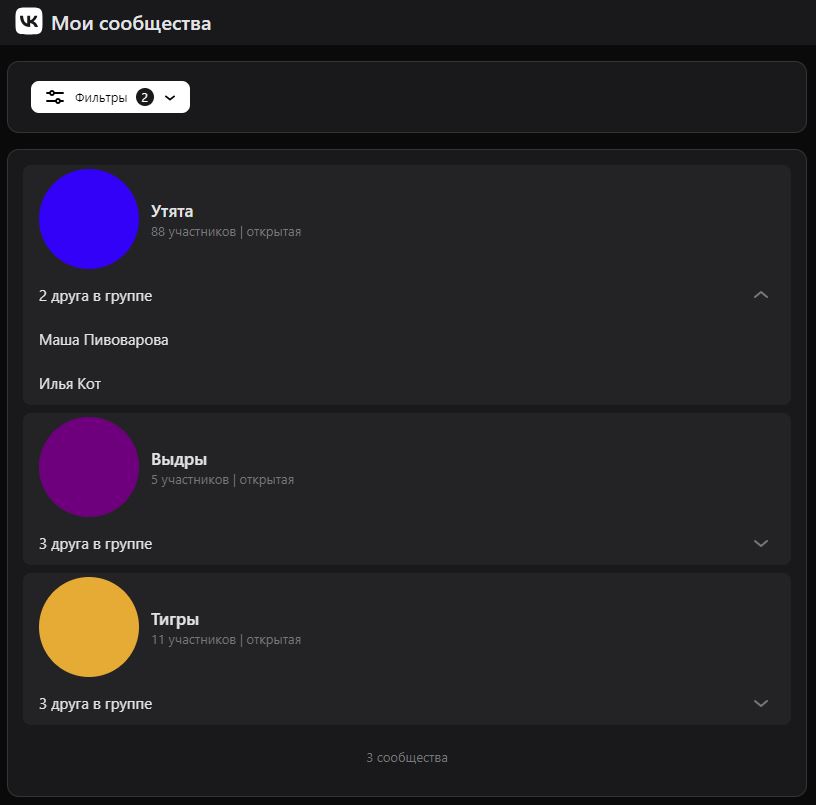 Мои сообщества
Фильтры 2
Утята
88 участников | открытая
2 друга в группе
Маша Пивоварова
Илья Кот
Выдры
5 участников | открытая
3 друга в группе
Тигры
11 участников | открытая
3 друга в группе
3 сообщества